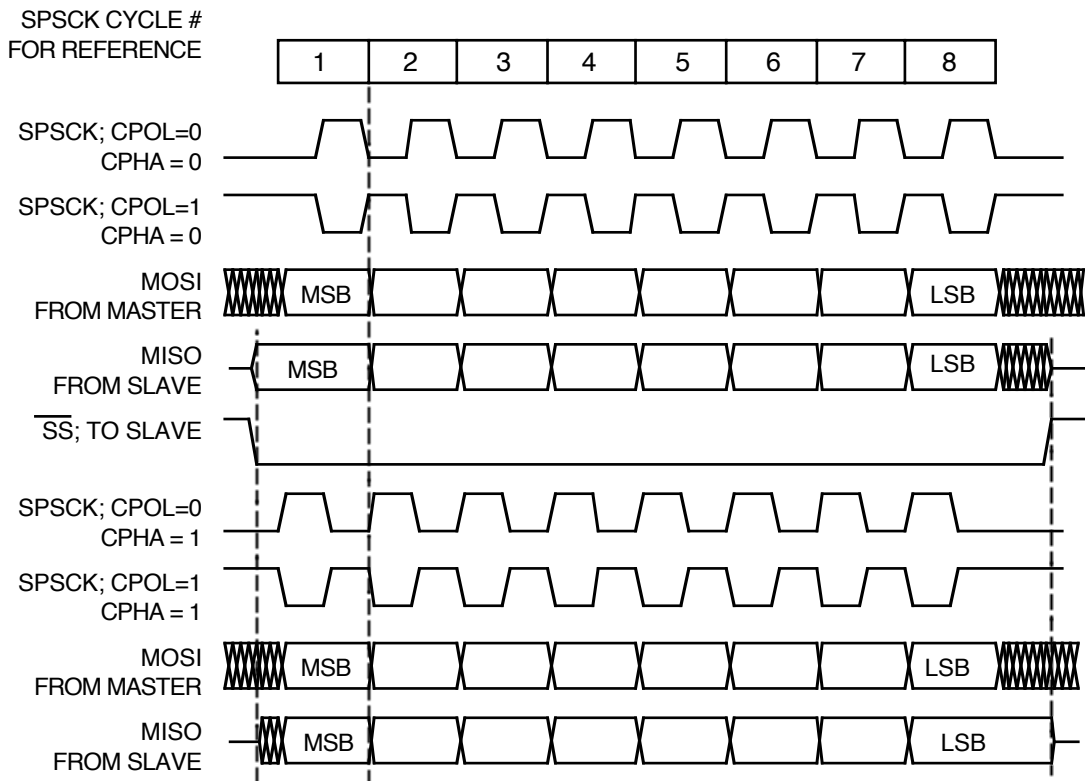 SPSCK CYCLE #
FOR REFERENCE
1 2 3 4 5 6 7 8
SPSCK; CPOL=0
CPHA = 0
SPSCK; CPOL=1
CPHA = 0
MOSI
FROM MASTER
MSB LSB
MISO
FROM SLAVE
MSB LSB
SS; TO SLAVE
SPSCK; CPOL=0
CPHA = 1
SPSCK; CPOL=1
CPHA = 1
MOSI
FROM MASTER
MSB LSB
MISO
FROM SLAVE
MSB LSB